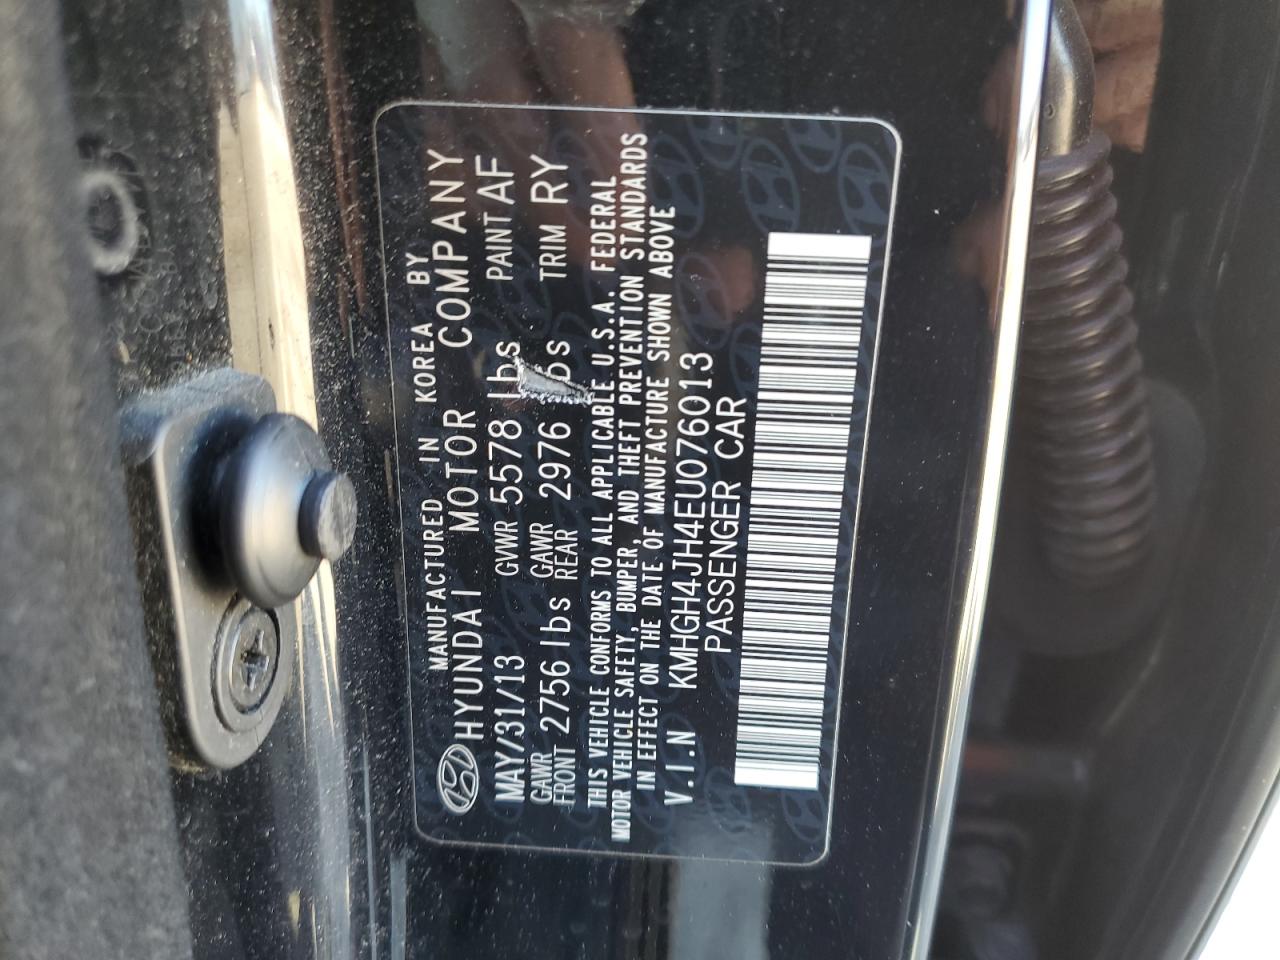 MANUFACTURED IN KOREA BY
HYUNDAI MOTOR COMPANY
MAY/31/13 GVWR 5578 lbs PAINT AF
GAWR FRONT 2756 lbs GAWR REAR 2976 lbs TRIM RY
THIS VEHICLE CONFORMS TO ALL APPLICABLE U.S.A. FEDERAL
MOTOR VEHICLE SAFETY, BUMPER, AND THEFT PREVENTION STANDARDS
IN EFFECT ON THE DATE OF MANUFACTURE SHOWN ABOVE
V.I.N KMHGH4JH4EU076013
PASSENGER CAR